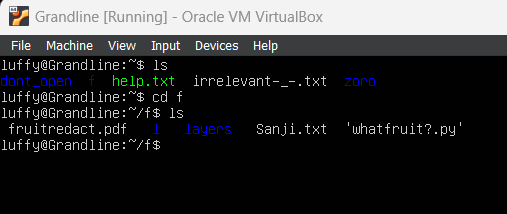 Grandline [Running] - Oracle VM VirtualBox
File Machine View Input Devices Help
luffy@Grandline:~$ ls
dont_open f help.txt irrelevant-_-.txt zoro
luffy@Grandline:~$ cd f
luffy@Grandline:~/f$ ls
fruitredact.pdf l layers Sanji.txt 'whatfruit?.py'
luffy@Grandline:~/f$